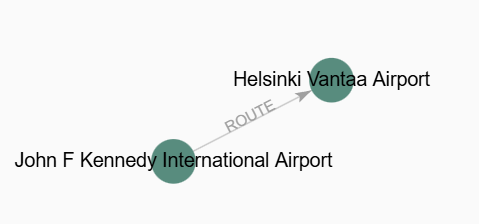 Helsinki Vantaa Airport
ROUTE
John F Kennedy International Airport